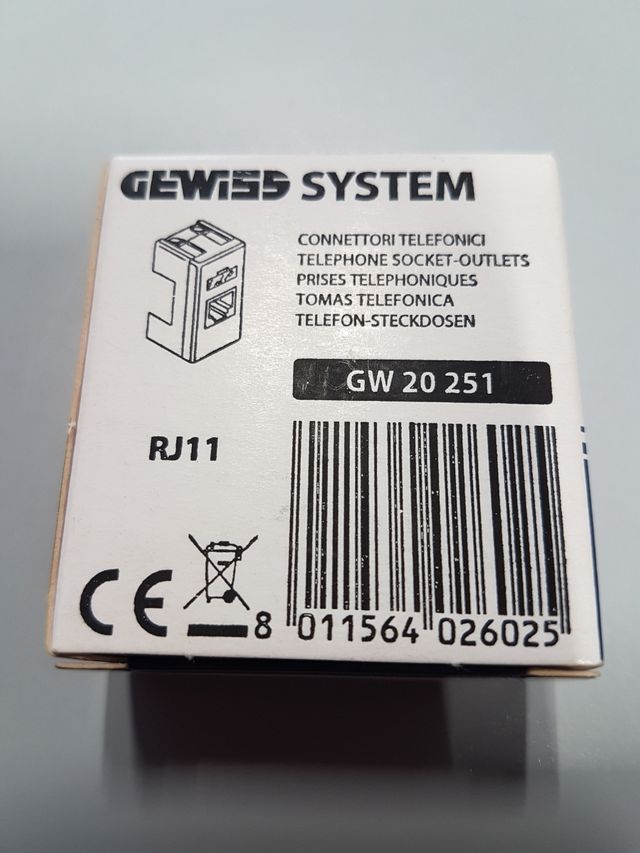 GEWISS SYSTEM
CONNETTORI TELEFONICI
TELEPHONE SOCKET-OUTLETS
PRISES TELEPHONIQUES
TOMAS TELEFONICA
TELEFON-STECKDOSEN
GW 20 251
RJ11
CE
8 011564 026025